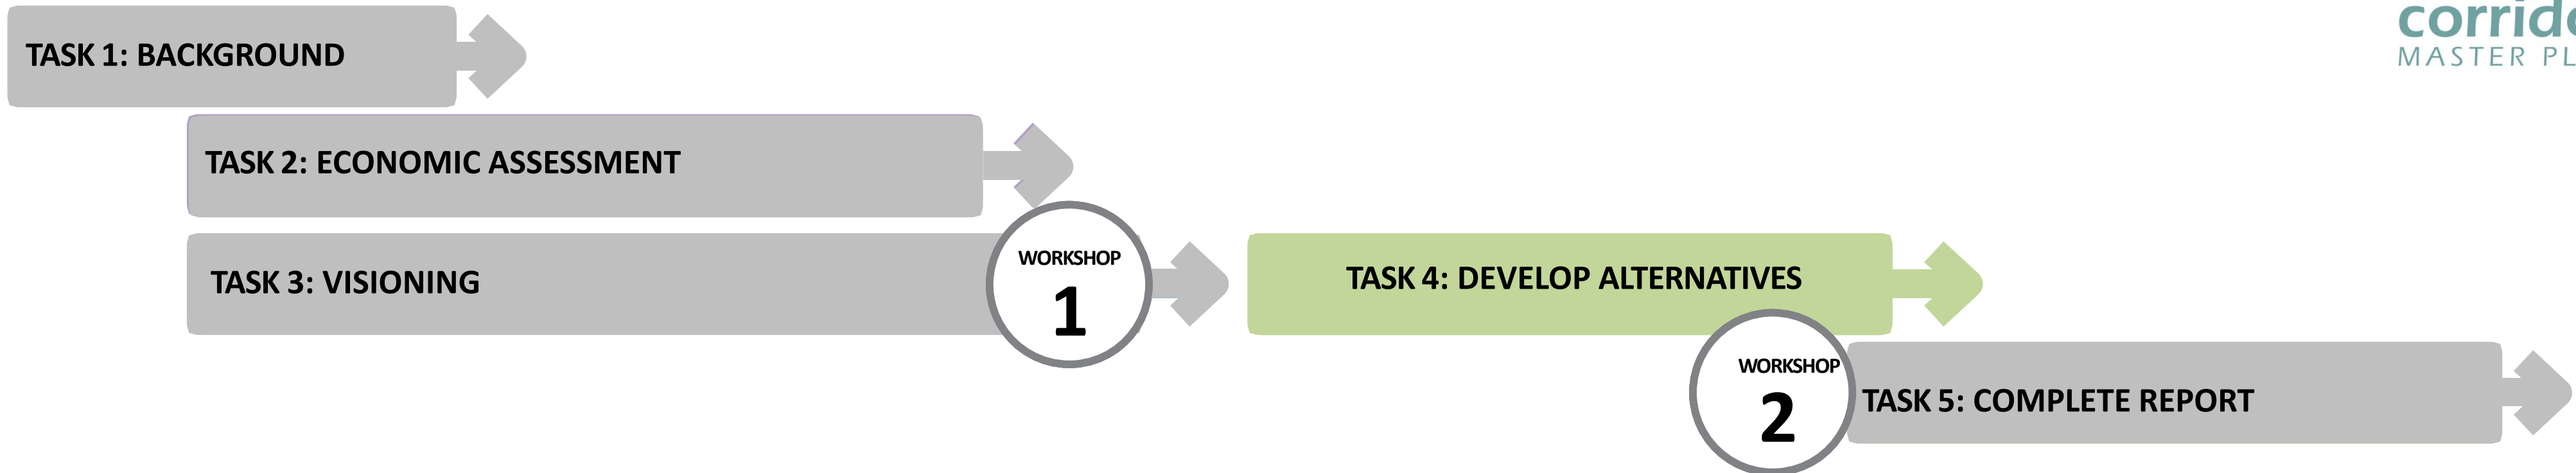 MASTER
TASK 1: BACKGROUND
TASK 2: ECONOMIC ASSESSMENT
WORKSHOP
1
TASK 3: VISIONING
TASK 4: DEVELOP ALTERNATIVES
WORKSHOP
2
TASK 5: COMPLETE REPORT